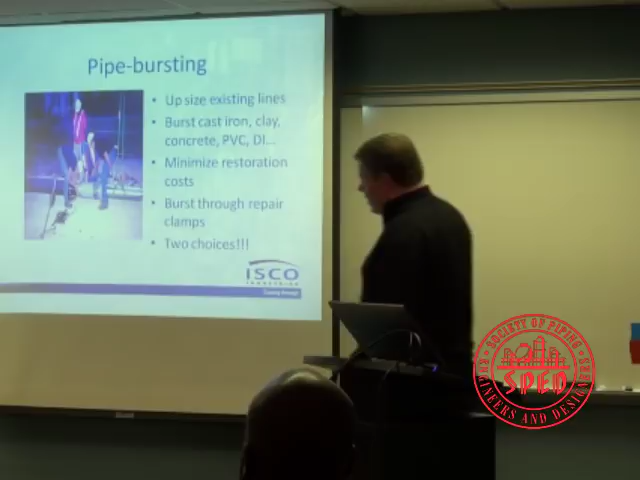 Pipe-bursting
• Up size existing lines
• Burst cast iron, clay,
concrete, PVC, DI...
• Minimize restoration
costs
• Burst through repair
clamps
• Two choices!!!
ISCO
INDUSTRIES
SOCIETY OF PIPING
ENGINEERS AND DESIGNERS
SPED